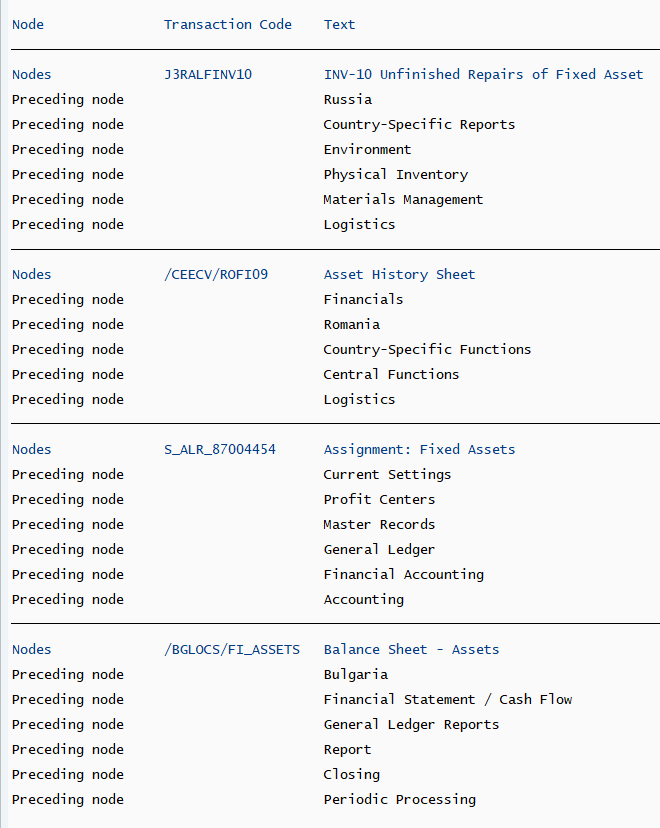 Node Transaction Code Text
Nodes J3RALFINV10 INV-10 Unfinished Repairs of Fixed Asset
Preceding node Russia
Preceding node Country-Specific Reports
Preceding node Environment
Preceding node Physical Inventory
Preceding node Materials Management
Preceding node Logistics
Nodes /CEECV/ROFI09 Asset History Sheet
Preceding node Financials
Preceding node Romania
Preceding node Country-Specific Functions
Preceding node Central Functions
Preceding node Logistics
Nodes S_ALR_87004454 Assignment: Fixed Assets
Preceding node Current Settings
Preceding node Profit Centers
Preceding node Master Records
Preceding node General Ledger
Preceding node Financial Accounting
Preceding node Accounting
Nodes /BGLOCS/FI_ASSETS Balance Sheet - Assets
Preceding node Bulgaria
Preceding node Financial Statement / Cash Flow
Preceding node General Ledger Reports
Preceding node Report
Preceding node Closing
Preceding node Periodic Processing